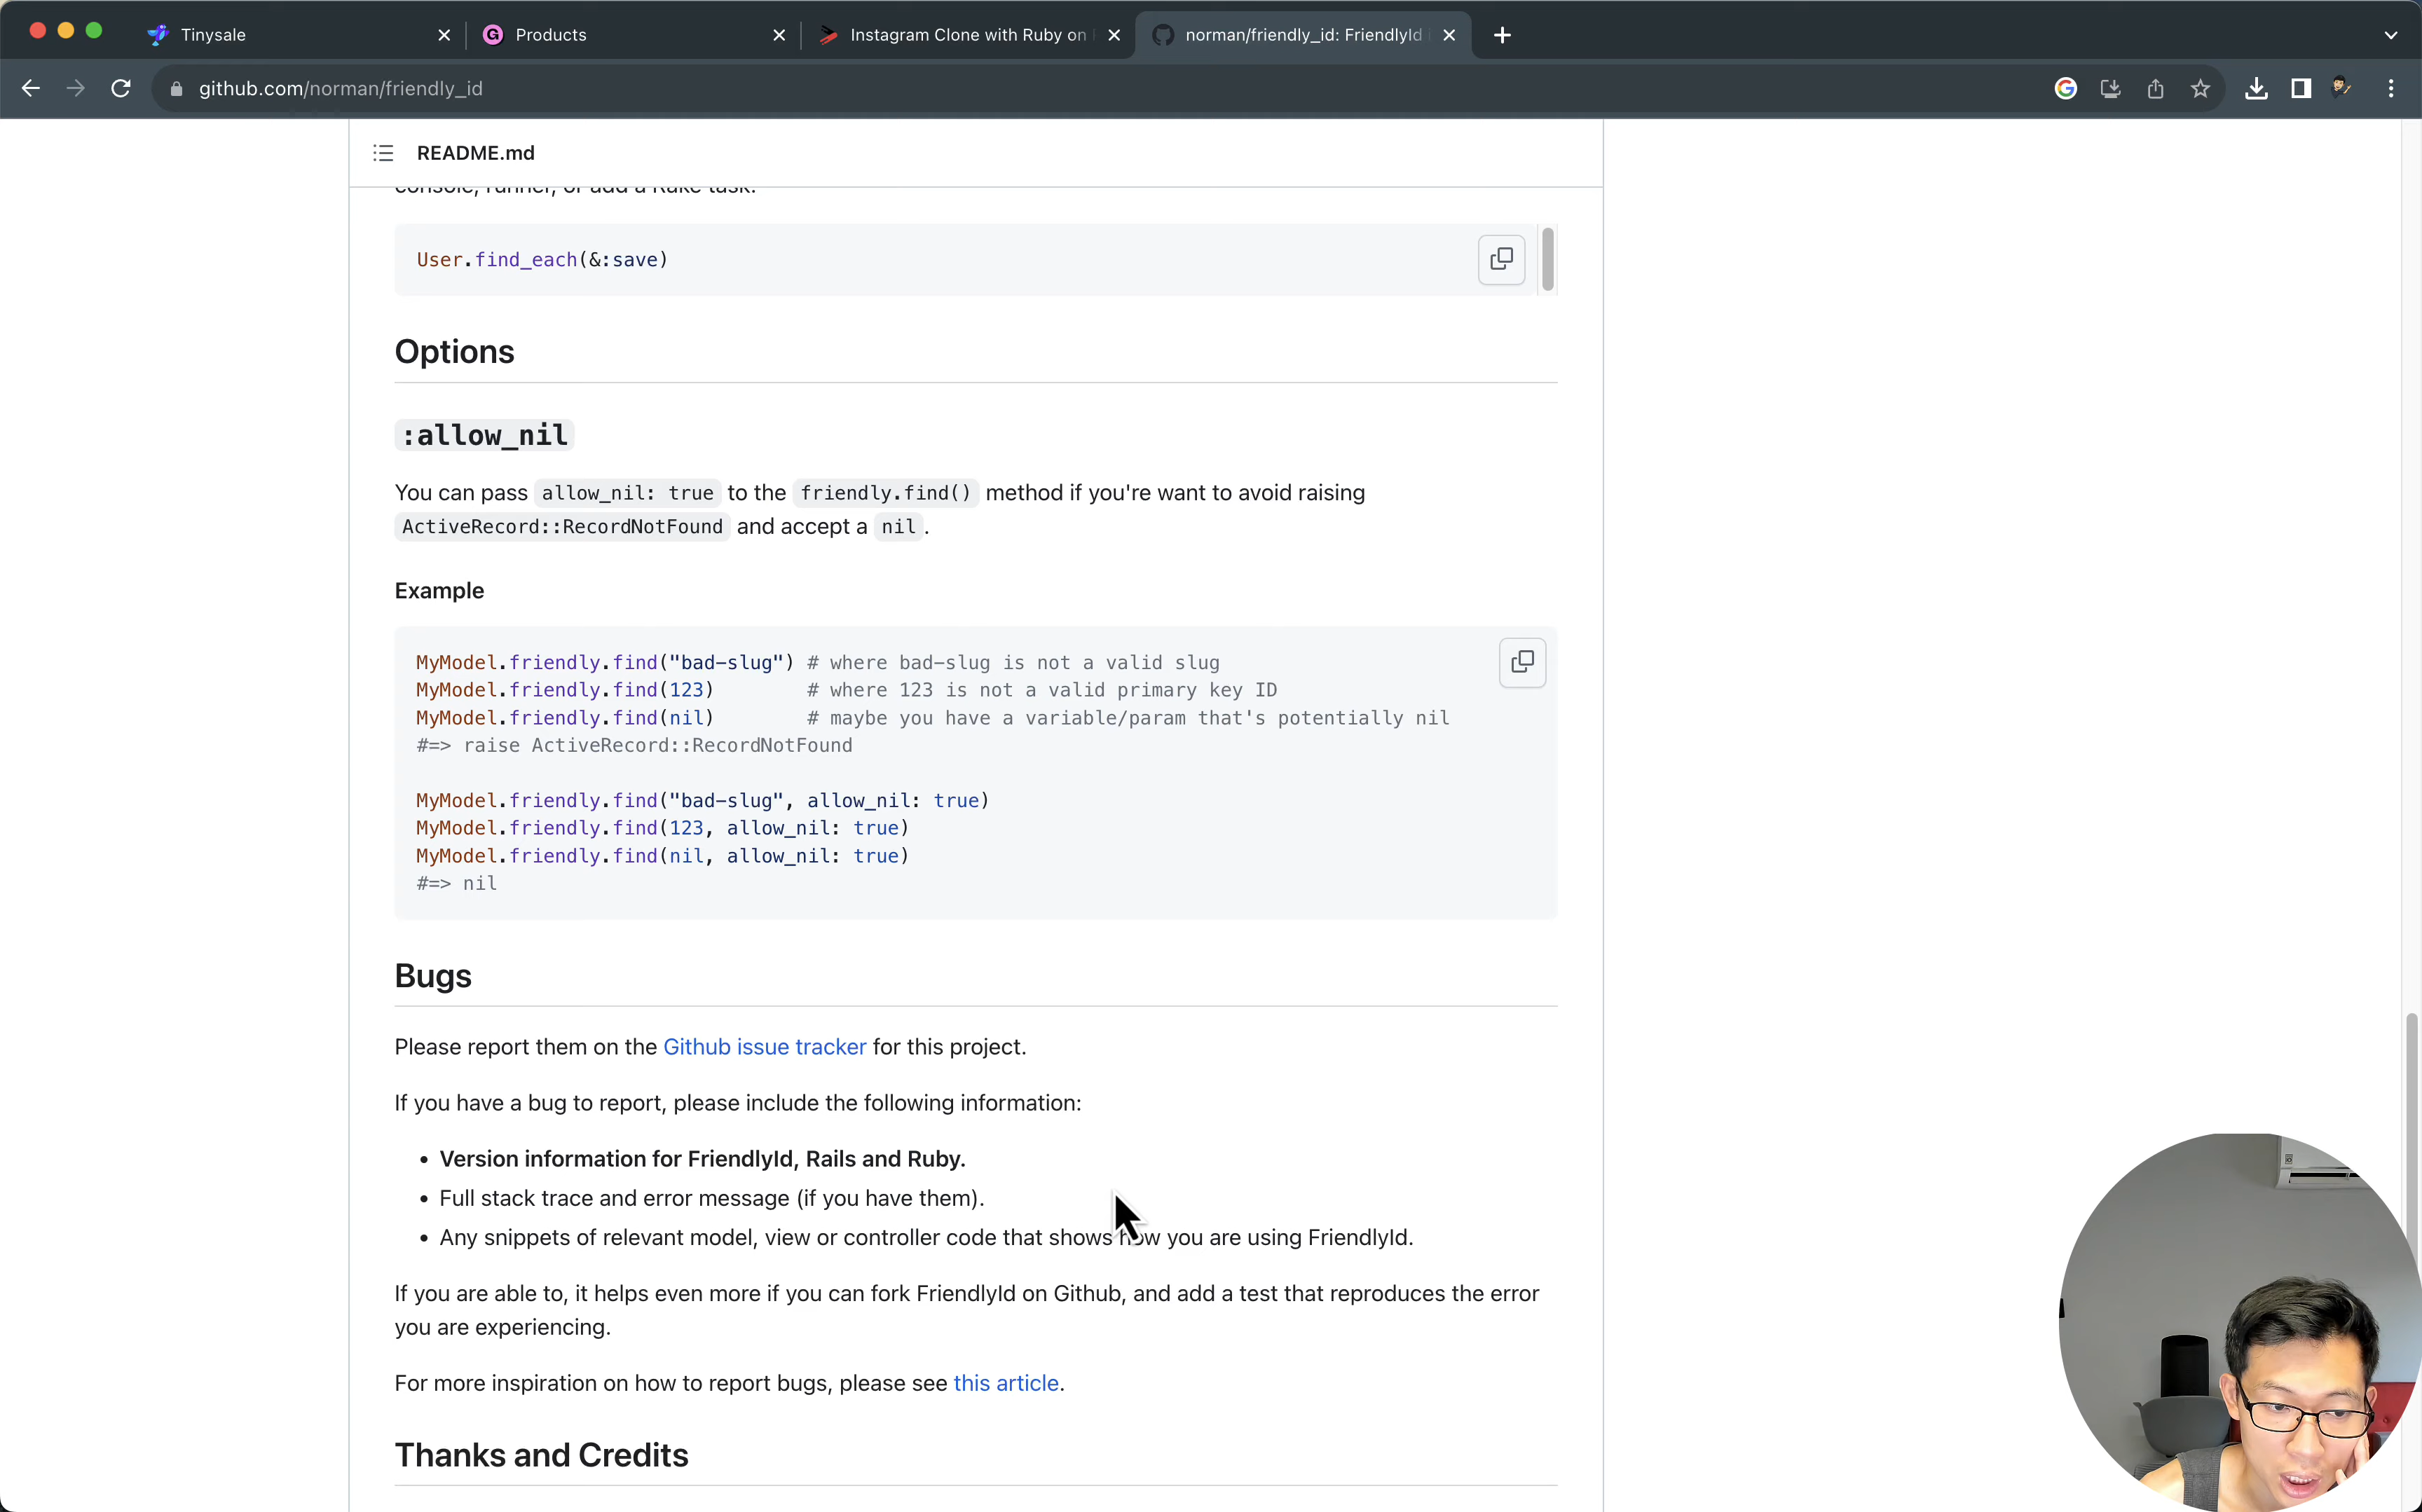 Tinysale
Products
Instagram Clone with Ruby on
norman/friendly_id: FriendlyId
github.com/norman/friendly_id
README.md
console, runner, or add a Rake task:
User.find_each(&:save)
Options
:allow_nil
You can pass allow_nil: true to the friendly.find() method if you're want to avoid raising
ActiveRecord::RecordNotFound and accept a nil.
Example
MyModel.friendly.find("bad-slug") # where bad-slug is not a valid slug
MyModel.friendly.find(123)        # where 123 is not a valid primary key ID
MyModel.friendly.find(nil)        # maybe you have a variable/param that's potentially nil
#=> raise ActiveRecord::RecordNotFound
MyModel.friendly.find("bad-slug", allow_nil: true)
MyModel.friendly.find(123, allow_nil: true)
MyModel.friendly.find(nil, allow_nil: true)
#=> nil
Bugs
Please report them on the Github issue tracker for this project.
If you have a bug to report, please include the following information:
• Version information for FriendlyId, Rails and Ruby.
• Full stack trace and error message (if you have them).
• Any snippets of relevant model, view or controller code that shows how you are using FriendlyId.
If you are able to, it helps even more if you can fork FriendlyId on Github, and add a test that reproduces the error
you are experiencing.
For more inspiration on how to report bugs, please see this article.
Thanks and Credits